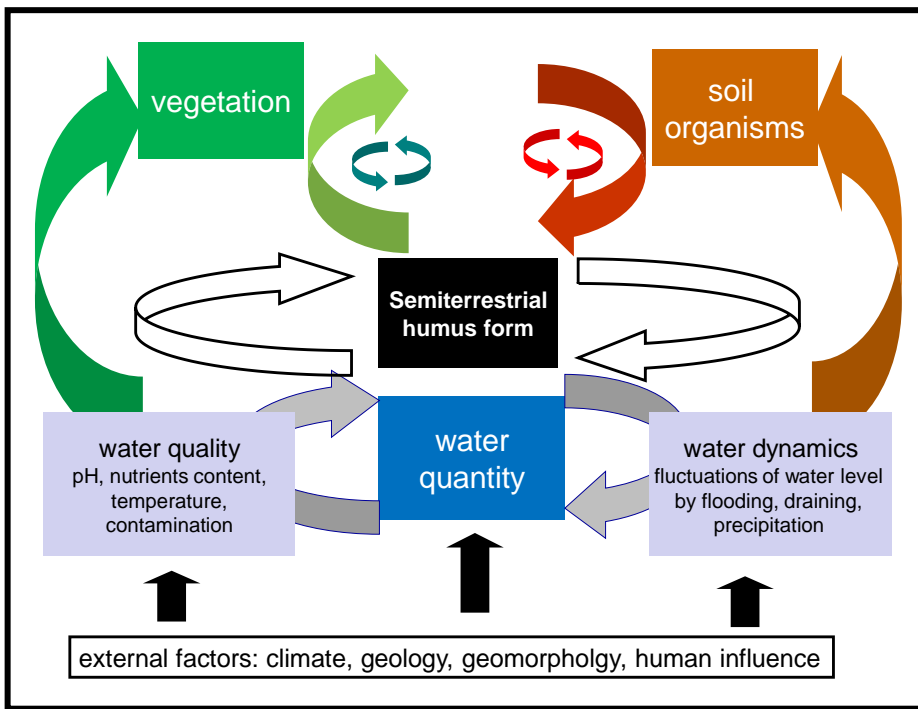 vegetation
soil
organisms
Semiterrestrial
humus form
water quality
pH, nutrients content,
temperature,
contamination
water
quantity
water dynamics
fluctuations of water level
by flooding, draining,
precipitation
external factors: climate, geology, geomorpholgy, human influence